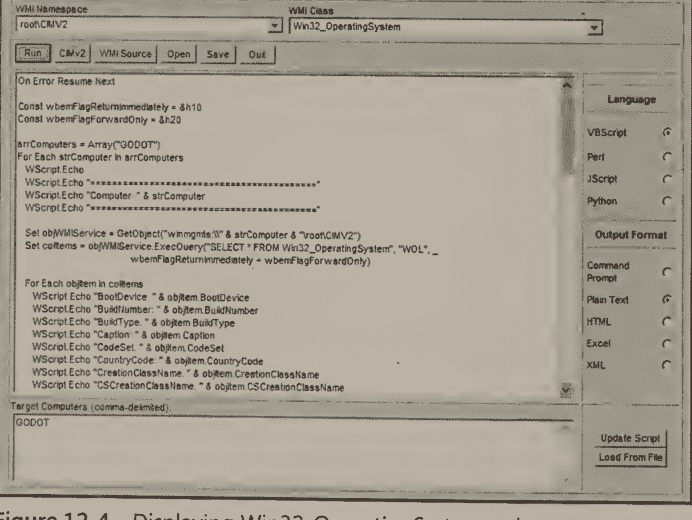 WMI Namespace
WMI Class
root\CIMV2
Win32_OperatingSystem
Run CIMv2 WMI Source Open Save Quit
On Error Resume Next
Const wbemFlagReturnImmediately = &h10
Const wbemFlagForwardOnly = &h20
arrComputers = Array("GODOT")
For Each strComputer In arrComputers
WScript.Echo
WScript.Echo "=========================================="
WScript.Echo "Computer: " & strComputer
WScript.Echo "=========================================="
Set objWMIService = GetObject("winmgmts:\\" & strComputer & "\root\CIMV2")
Set colItems = objWMIService.ExecQuery("SELECT * FROM Win32_OperatingSystem", "WQL", _
wbemFlagReturnImmediately + wbemFlagForwardOnly)
For Each objItem In colItems
WScript.Echo "BootDevice: " & objItem.BootDevice
WScript.Echo "BuildNumber: " & objItem.BuildNumber
WScript.Echo "BuildType: " & objItem.BuildType
WScript.Echo "Caption: " & objItem.Caption
WScript.Echo "CodeSet: " & objItem.CodeSet
WScript.Echo "CountryCode: " & objItem.CountryCode
WScript.Echo "CreationClassName: " & objItem.CreationClassName
WScript.Echo "CSCreationClassName: " & objItem.CSCreationClassName
Language
VBScript
Perl
JScript
Python
Output Format
Command
Prompt
Plain Text
HTML
Excel
XML
Target Computers (comma-delimited):
GODOT
Update Script
Load From File
Figure 12-4 Displaying Win32_OperatingSystem